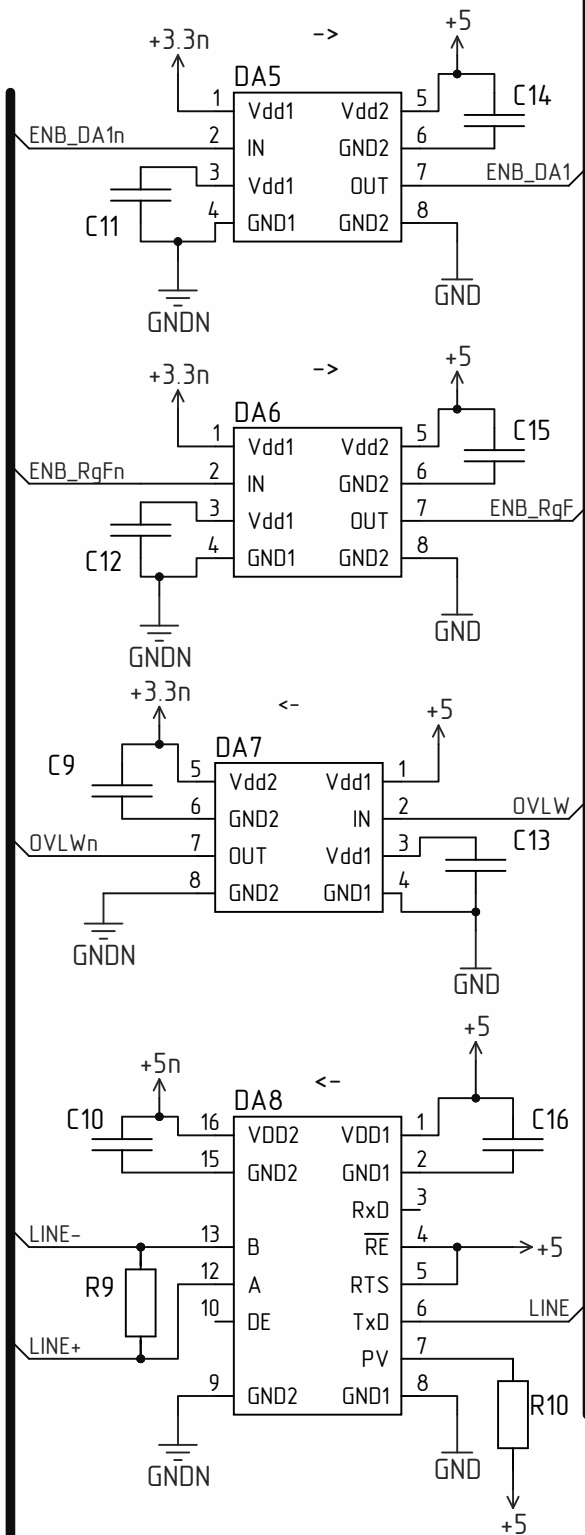 +3.3n -> +5
DA5 C14
1 Vdd1 Vdd2 5
ENB_DA1n 2 IN GND2 6
3 Vdd1 OUT 7 ENB_DA1
C11 4 GND1 GND2 8
GNDN GND
+3.3n -> +5
DA6 C15
1 Vdd1 Vdd2 5
ENB_RgFn 2 IN GND2 6
3 Vdd1 OUT 7 ENB_RgF
C12 4 GND1 GND2 8
GNDN GND
+3.3n <- +5
DA7
C9 5 Vdd2 Vdd1 1
6 GND2 IN 2 OVLW
OVLWn 7 OUT Vdd1 3 C13
8 GND2 GND1 4
GNDN GND
+5n <- +5
DA8
C10 16 VDD2 VDD1 1 C16
15 GND2 GND1 2
RxD 3
LINE- 13 B RE 4 +5
R9 12 A RTS 5
10 DE TxD 6 LINE
LINE+ PV 7
9 GND2 GND1 8 R10
GNDN GND
+5